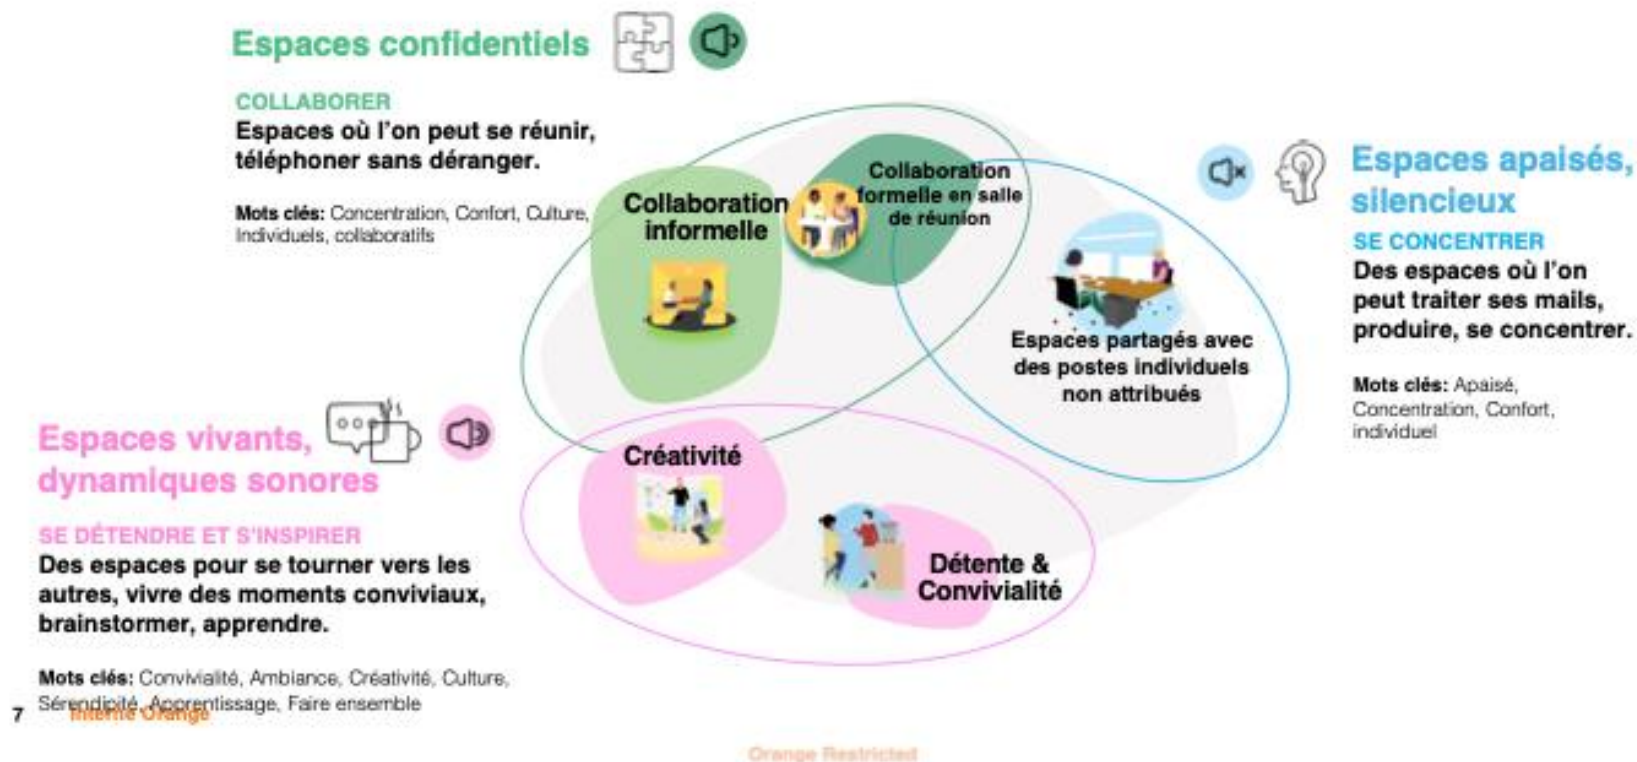 Espaces confidentiels
COLLABORER
Espaces où l'on peut se réunir,
téléphoner sans déranger.
Mots clés: Concentration, Confort, Culture,
Individuels, collaboratifs
Collaboration
informelle
Collaboration
formelle en salle
de réunion
Espaces partagés avec
des postes individuels
non attribués
Espaces apaisés,
silencieux
SE CONCENTRER
Des espaces où l'on
peut traiter ses mails,
produire, se concentrer.
Mots clés: Apaisé,
Concentration, Confort,
individuel
Espaces vivants,
dynamiques sonores
SE DÉTENDRE ET S'INSPIRER
Des espaces pour se tourner vers les
autres, vivre des moments conviviaux,
brainstormer, apprendre.
Mots clés: Convivialité, Ambiance, Créativité, Culture,
Sérendipité, Apprentissage, Faire ensemble
Créativité
Détente &
Convivialité
7 Interne Orange
Orange Restricted